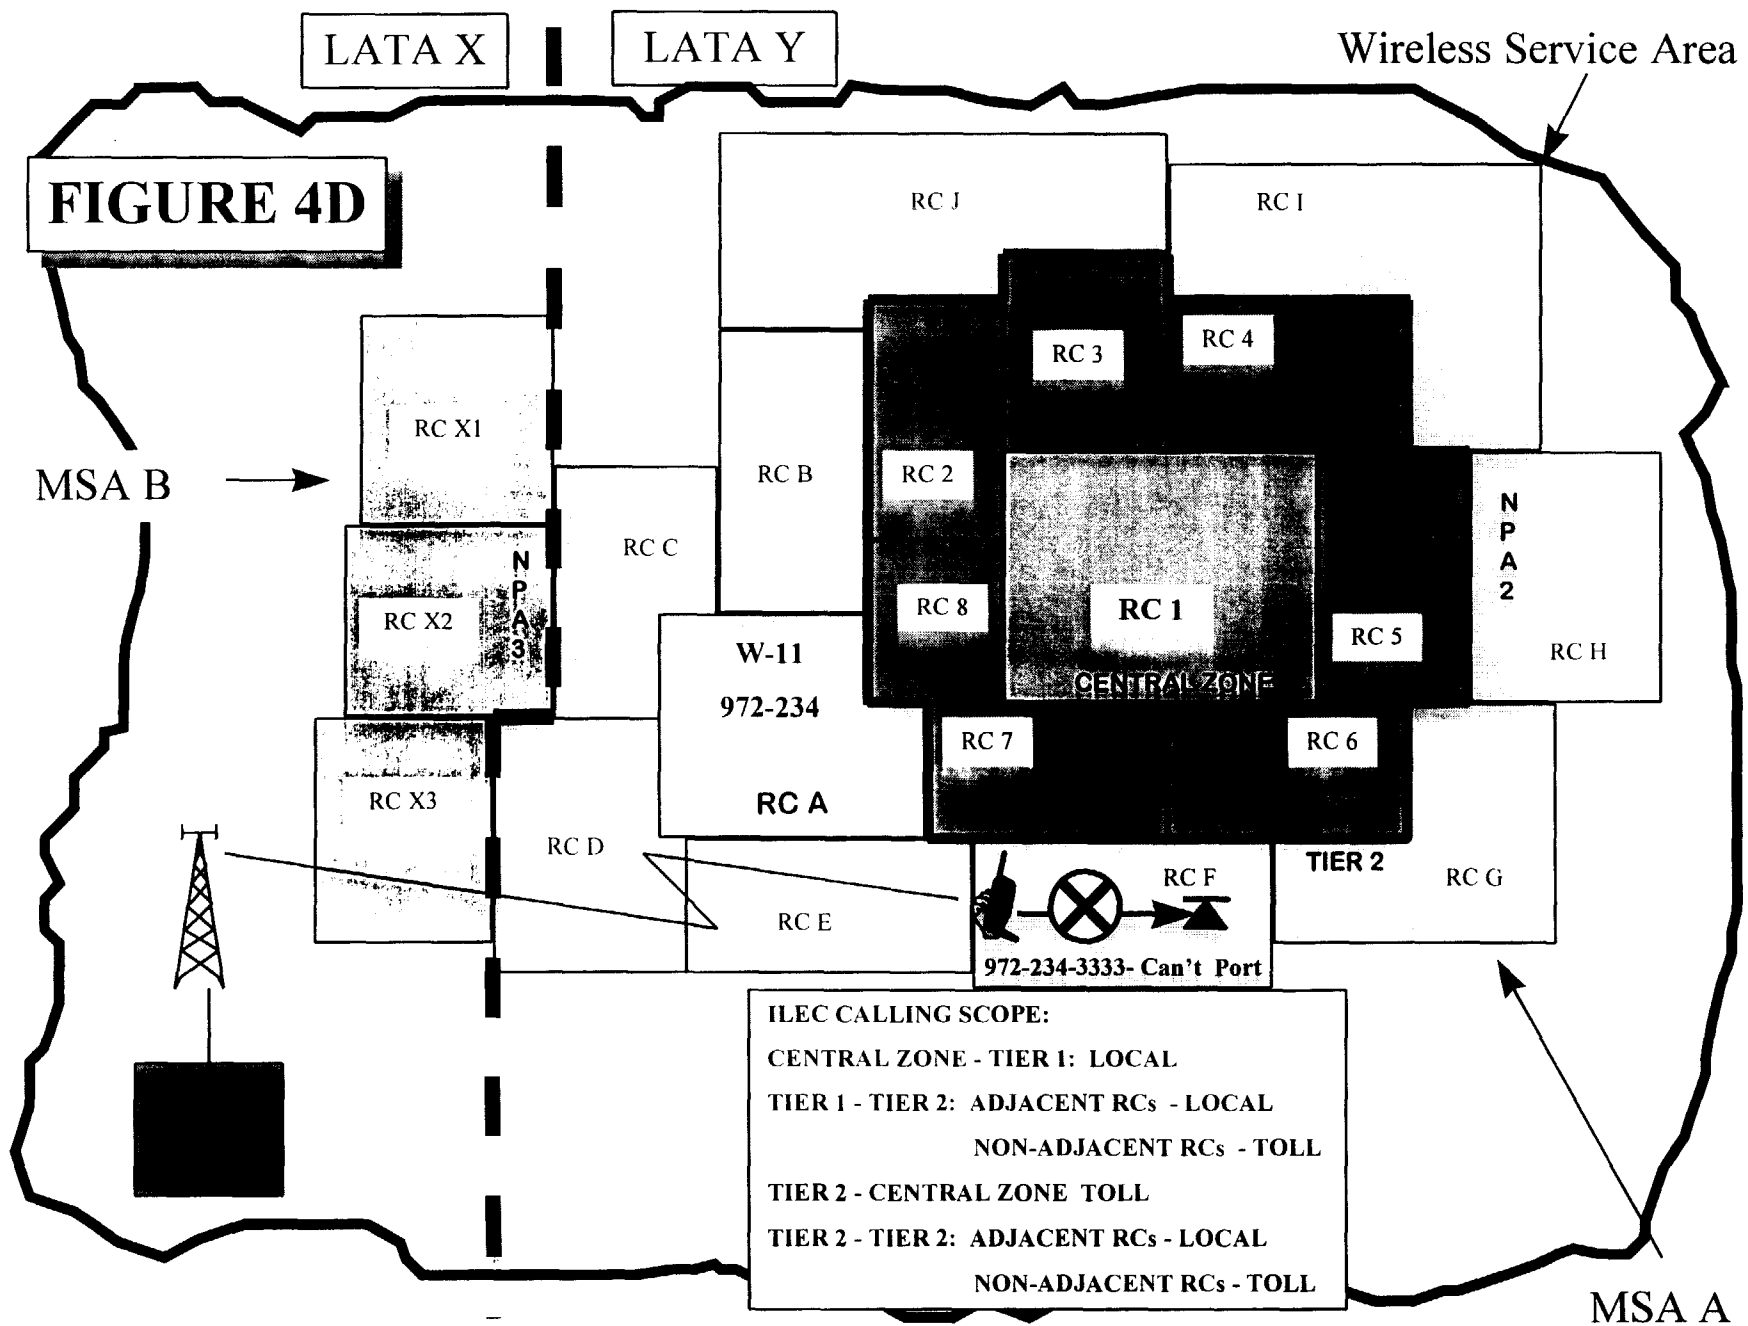 LATA X
LATA Y
Wireless Service Area
FIGURE 4D
RC J
RC I
RC 3
RC 4
RC X1
MSA B
RC B
RC 2
RC C
NPA3
NPA2
RC X2
RC 8
RC 1
RC 5
RC H
W-11
972-234
CENTRAL ZONE
RC 7
RC 6
RC X3
RC A
RC D
TIER 2
RC F
RC G
RC E
972-234-3333- Can't Port
ILEC CALLING SCOPE:
CENTRAL ZONE - TIER 1: LOCAL
TIER 1 - TIER 2: ADJACENT RCs - LOCAL
NON-ADJACENT RCs - TOLL
TIER 2 - CENTRAL ZONE TOLL
TIER 2 - TIER 2: ADJACENT RCs - LOCAL
NON-ADJACENT RCs - TOLL
MSA A